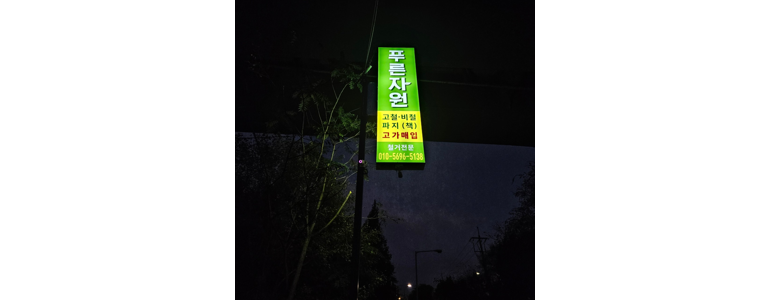 푸른자원
고철·비철
파지(책)
고가매입
철거전문
010-5696-5138